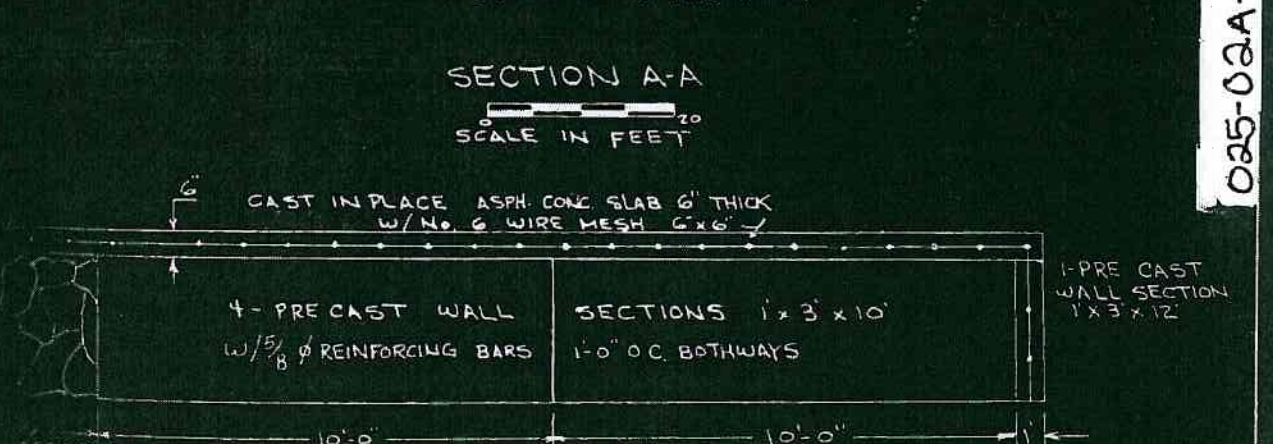 SECTION A-A
0 20
SCALE IN FEET
025-02A-
6"
CAST IN PLACE ASPH. CONC. SLAB 6" THICK
W/ No. 6 WIRE MESH 6"x6"
4- PRE CAST WALL SECTIONS 1' x 3' x 10'
W/ 5/8 ϕ REINFORCING BARS 1'-0" O.C. BOTHWAYS
1-PRE CAST
WALL SECTION
1' x 3' x 12'
10'-0" 10'-0" 1'